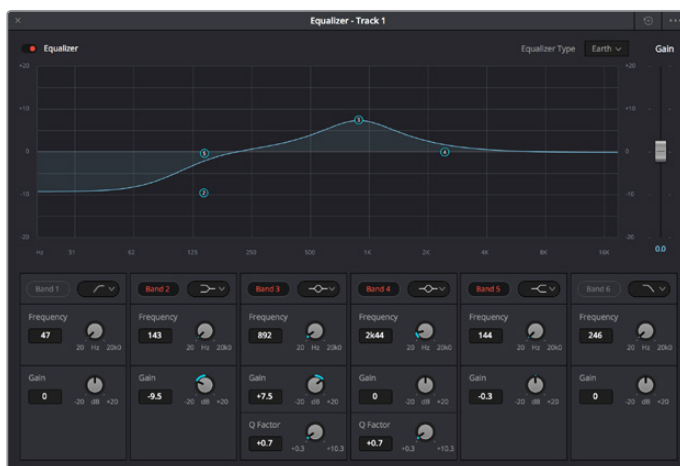 Equalizer - Track 1
Equalizer
Equalizer Type
Earth
Gain
+20
+20
+10
+10
0
0
-10
-10
-20
-20
Hz 31 62 125 250 500 1K 2K 4K 8K 16K
0.0
5
3
4
2
Band 1
Band 2
Band 3
Band 4
Band 5
Band 6
Frequency Frequency Frequency Frequency Frequency Frequency
47 143 892 2k44 144 246
20 Hz 20k0 20 Hz 20k0 20 Hz 20k0 20 Hz 20k0 20 Hz 20k0 20 Hz 20k0
Gain Gain Gain Gain Gain Gain
0 -9.5 +7.5 0 -0.3 0
-20 dB +20 -20 dB +20 -20 dB +20 -20 dB +20 -20 dB +20 -20 dB +20
Q Factor Q Factor
+0.7 +0.7
+0.3 +10.3 +0.3 +10.3